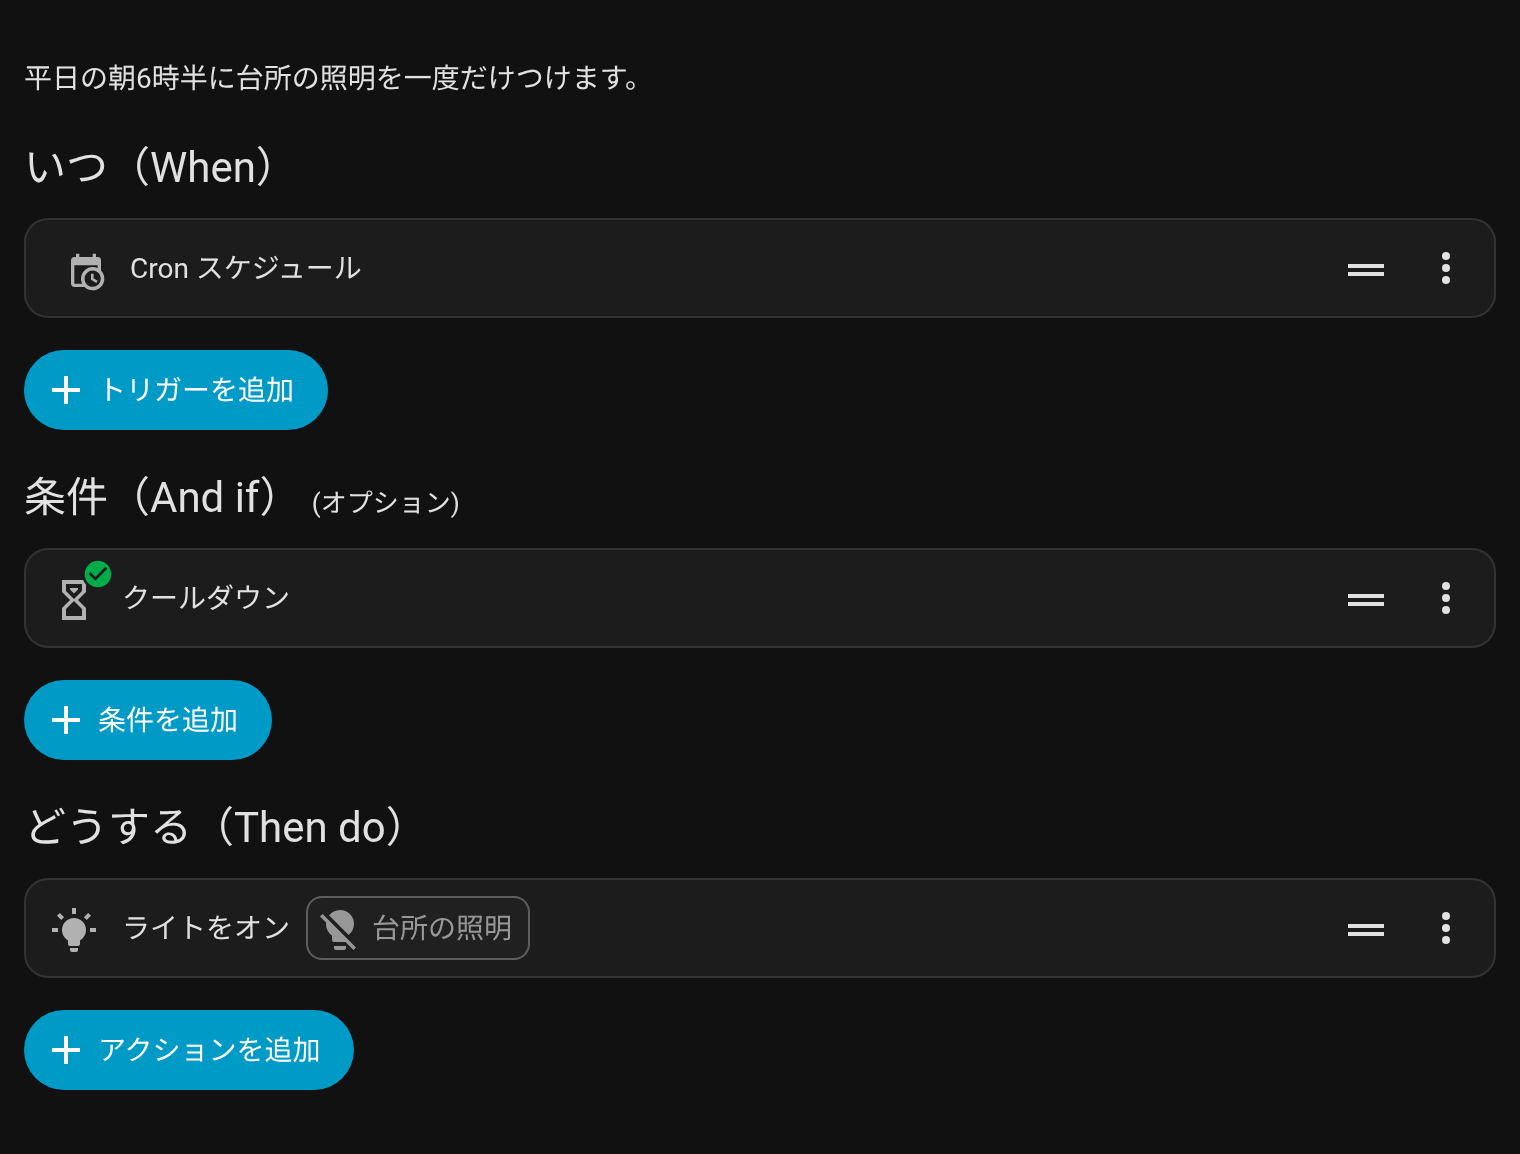 平日の朝6時半に台所の照明を一度だけつけます。
いつ（When）
Cron スケジュール
トリガーを追加
条件（And if） (オプション)
クールダウン
条件を追加
どうする（Then do）
ライトをオン 台所の照明
アクションを追加